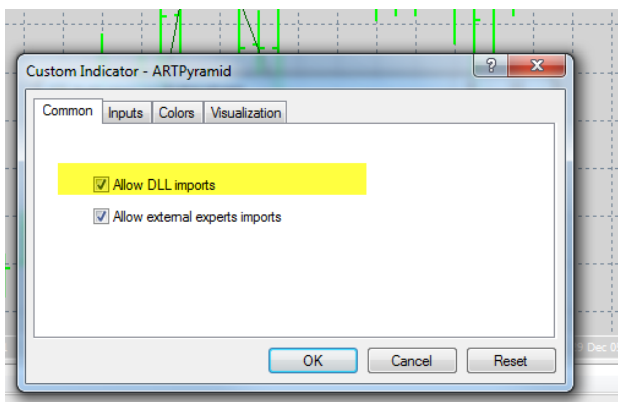 Custom Indicator - ARTPyramid
?
X
Common Inputs Colors Visualization
Allow DLL imports
Allow external experts imports
OK Cancel Reset